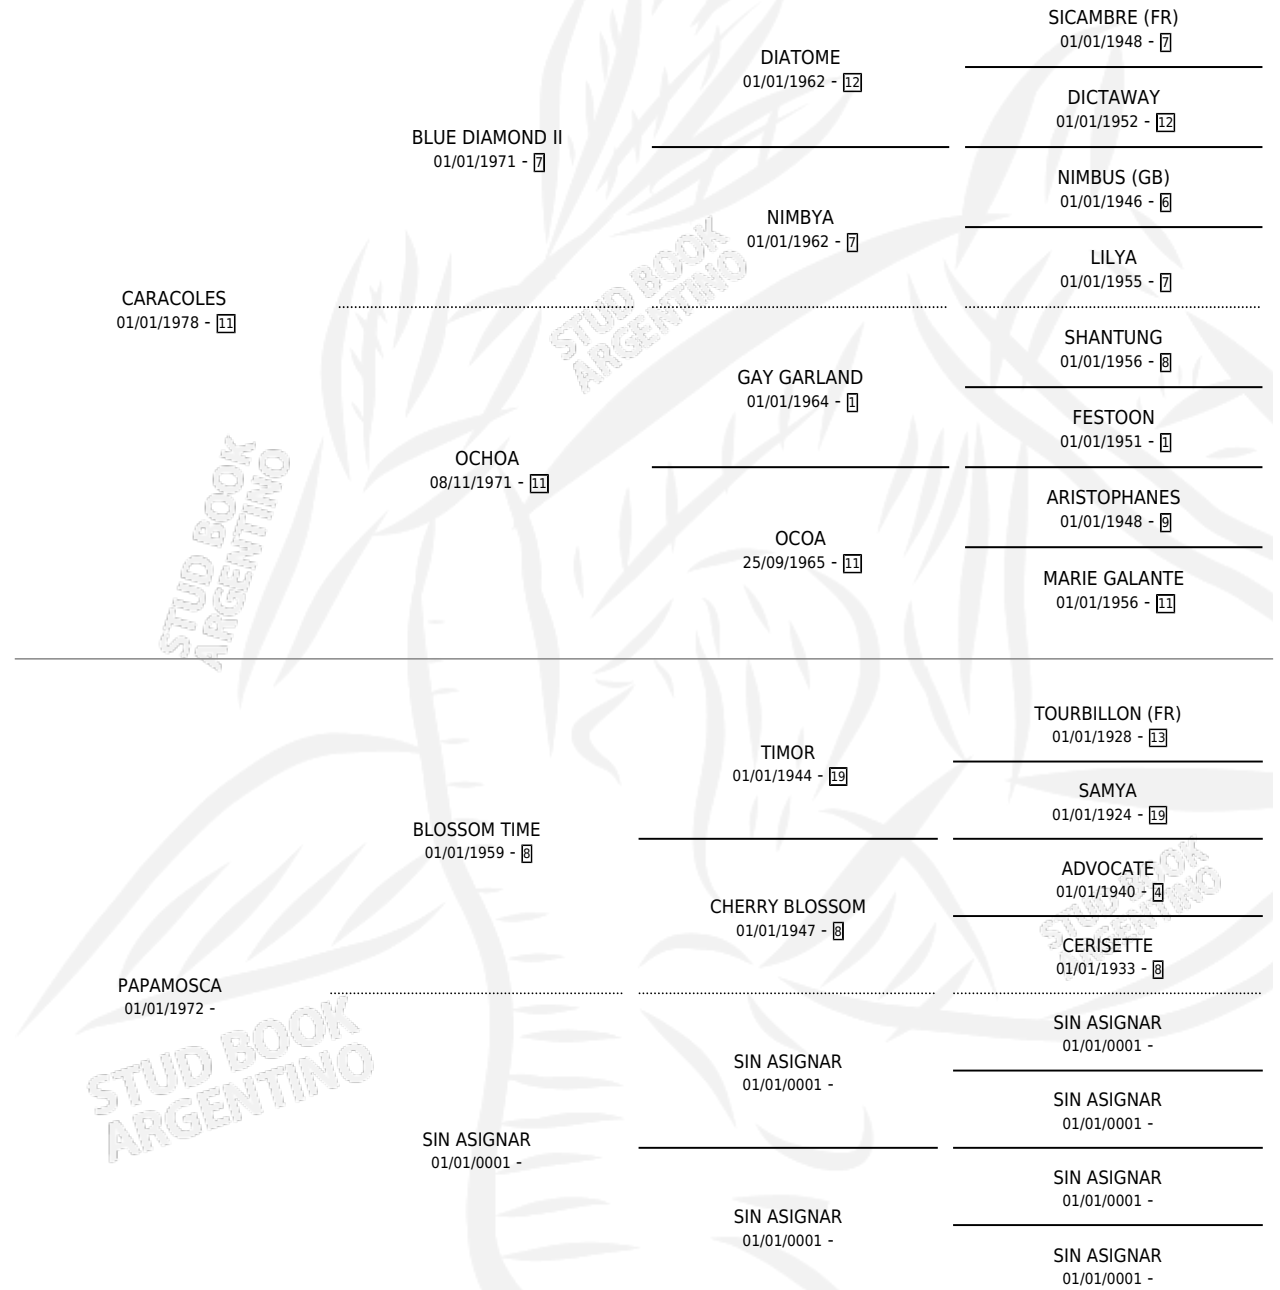 SICAMBRE (FR)
01/01/1948 - 7
DIATOME
01/01/1962 - 12
DICTAWAY
01/01/1952 - 12
BLUE DIAMOND II
01/01/1971 - 7
NIMBUS (GB)
01/01/1946 - 6
NIMBYA
01/01/1962 - 7
LILYA
01/01/1955 - 7
CARACOLES
01/01/1978 - 11
SHANTUNG
01/01/1956 - 8
GAY GARLAND
01/01/1964 - 1
FESTOON
01/01/1951 - 1
OCHOA
08/11/1971 - 11
ARISTOPHANES
01/01/1948 - 9
OCOA
25/09/1965 - 11
MARIE GALANTE
01/01/1956 - 11
STUD BOOK
ARGENTINO
STUD BOOK
ARGENTINO
TOURBILLON (FR)
01/01/1928 - 13
TIMOR
01/01/1944 - 19
SAMYA
01/01/1924 - 19
BLOSSOM TIME
01/01/1959 - 8
ADVOCATE
01/01/1940 - 4
CHERRY BLOSSOM
01/01/1947 - 8
CERISETTE
01/01/1933 - 8
STUD BOOK
ARGENTINO
PAPAMOSCA
01/01/1972 -
SIN ASIGNAR
01/01/0001 -
SIN ASIGNAR
01/01/0001 -
SIN ASIGNAR
01/01/0001 -
SIN ASIGNAR
01/01/0001 -
SIN ASIGNAR
01/01/0001 -
SIN ASIGNAR
01/01/0001 -
SIN ASIGNAR
01/01/0001 -
STUD BOOK
ARGENTINO